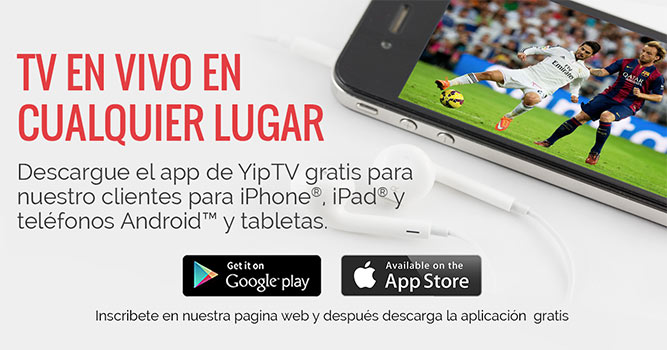 TV EN VIVO EN
CUALQUIER LUGAR
Descargue el app de YipTV gratis para
nuestro clientes para iPhone®, iPad® y
teléfonos Android™ y tabletas.
Get it on
Google play
Available on the
App Store
Inscribete en nuestra pagina web y después descarga la aplicación gratis